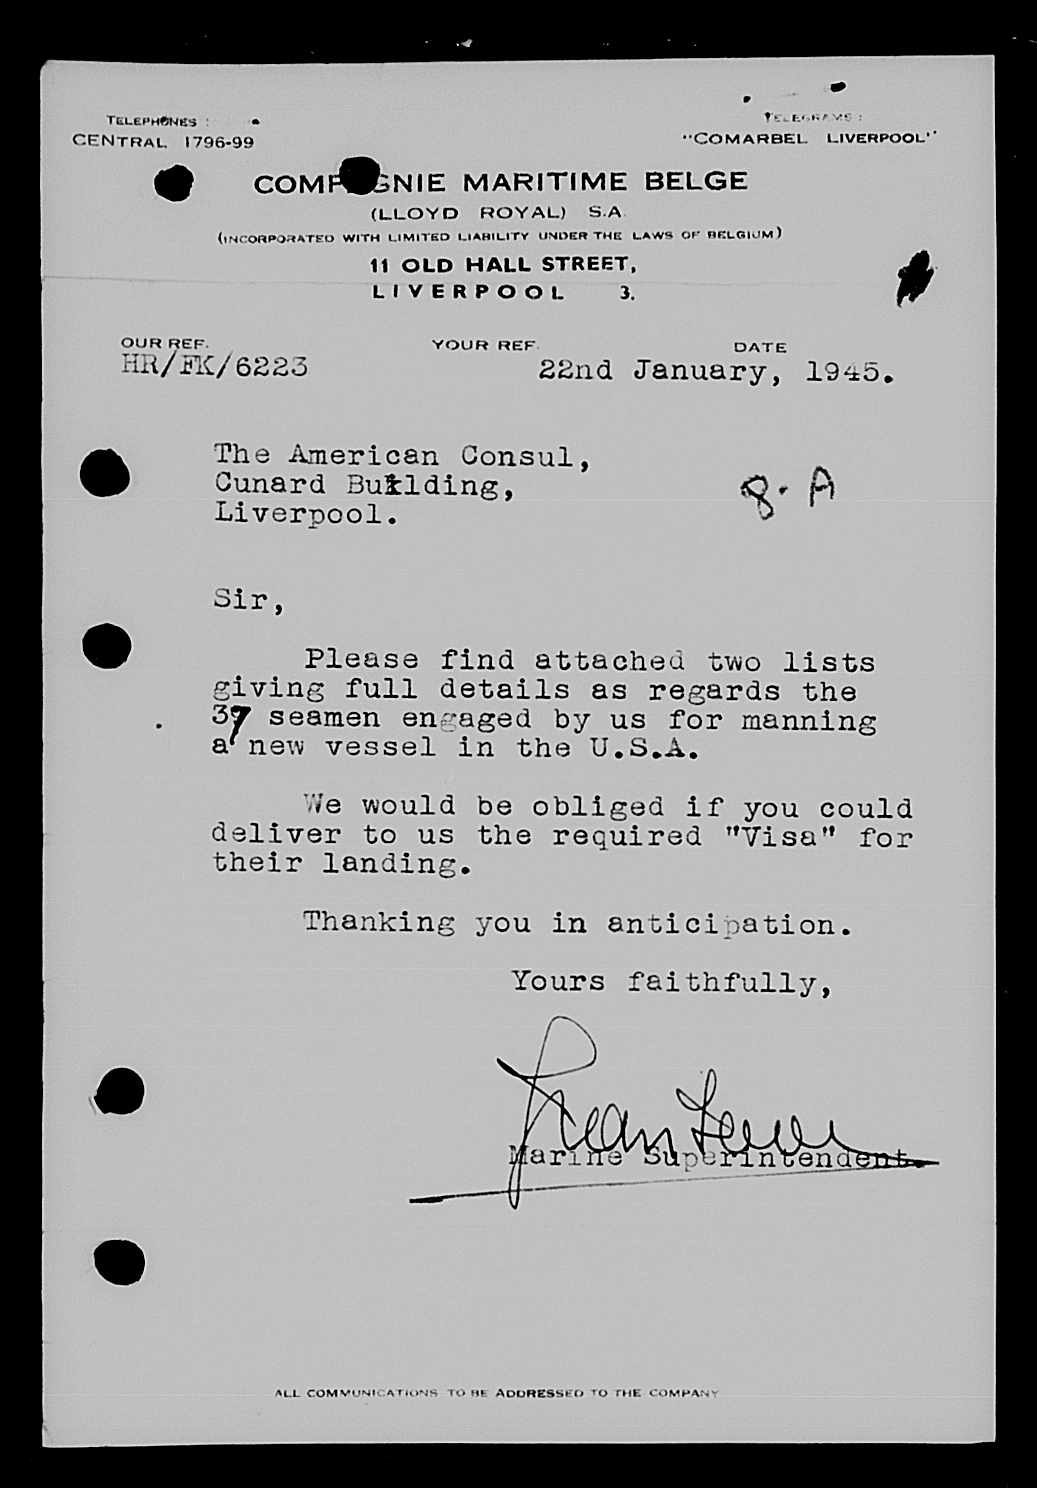 TELEPHONES :
CENTRAL 1796-99
TELEGRAMS :
"COMARBEL LIVERPOOL"
COMPAGNIE MARITIME BELGE
(LLOYD ROYAL) S.A.
(INCORPORATED WITH LIMITED LIABILITY UNDER THE LAWS OF BELGIUM)
11 OLD HALL STREET,
LIVERPOOL 3.
OUR REF. YOUR REF. DATE
HR/FK/6223 22nd January, 1945.
The American Consul,
Cunard Building,
Liverpool.
8. A
Sir,
Please find attached two lists
giving full details as regards the
37 seamen engaged by us for manning
a new vessel in the U.S.A.
We would be obliged if you could
deliver to us the required "Visa" for
their landing.
Thanking you in anticipation.
Yours faithfully,
Marine Superintendent.
ALL COMMUNICATIONS TO BE ADDRESSED TO THE COMPANY